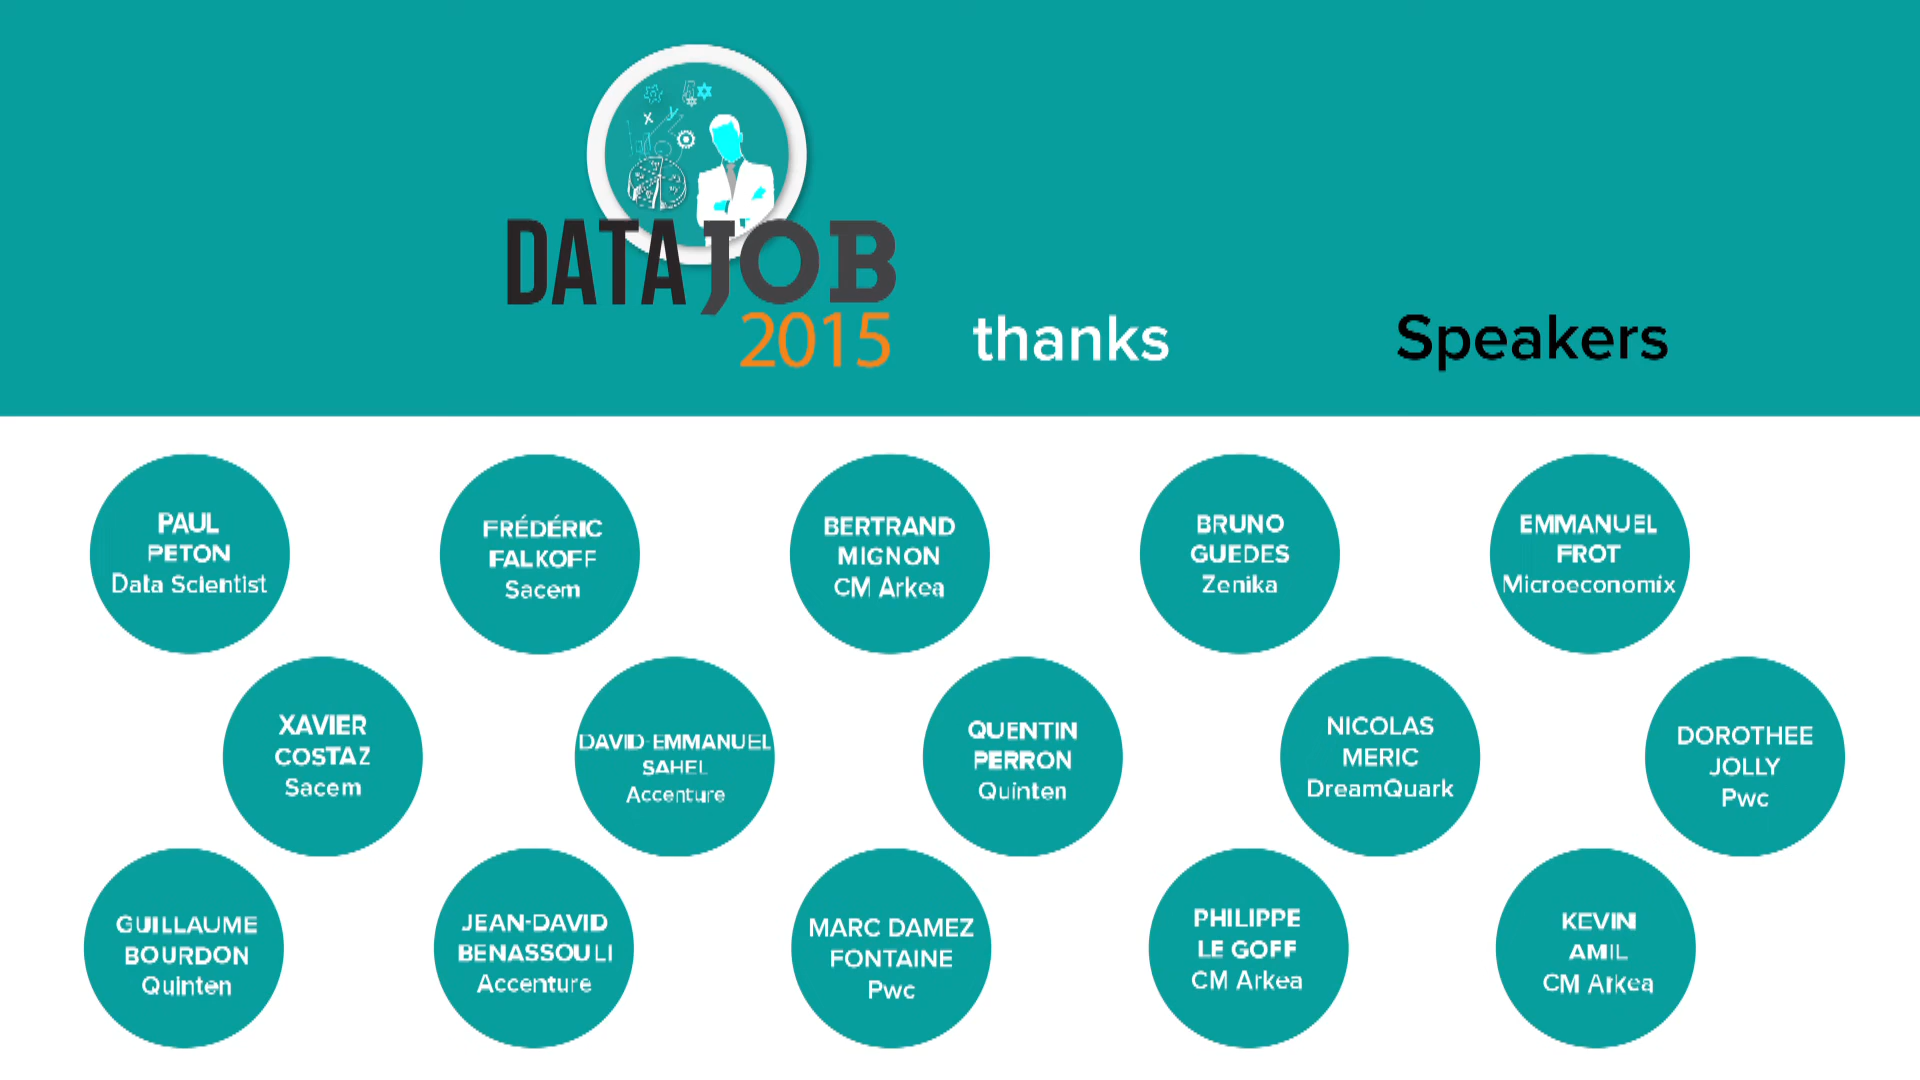 DATAJOB
2015
thanks
Speakers
PAUL
PETON
Data Scientist
FRÉDÉRIC
FALKOFF
Sacem
BERTRAND
MIGNON
CM Arkea
BRUNO
GUEDES
Zenika
EMMANUEL
FROT
Microeconomix
XAVIER
COSTAZ
Sacem
DAVID-EMMANUEL
SAHEL
Accenture
QUENTIN
PERRON
Quinten
NICOLAS
MERIC
DreamQuark
DOROTHEE
JOLLY
Pwc
GUILLAUME
BOURDON
Quinten
JEAN-DAVID
BENASSOULI
Accenture
MARC DAMEZ
FONTAINE
Pwc
PHILIPPE
LE GOFF
CM Arkea
KEVIN
AMIL
CM Arkea